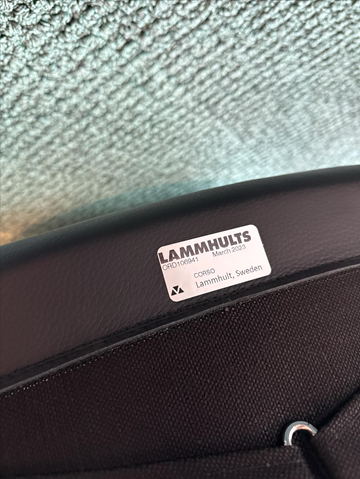 LAMMHULTS
ORD106941 March 2023
CORSO
Lammhult, Sweden